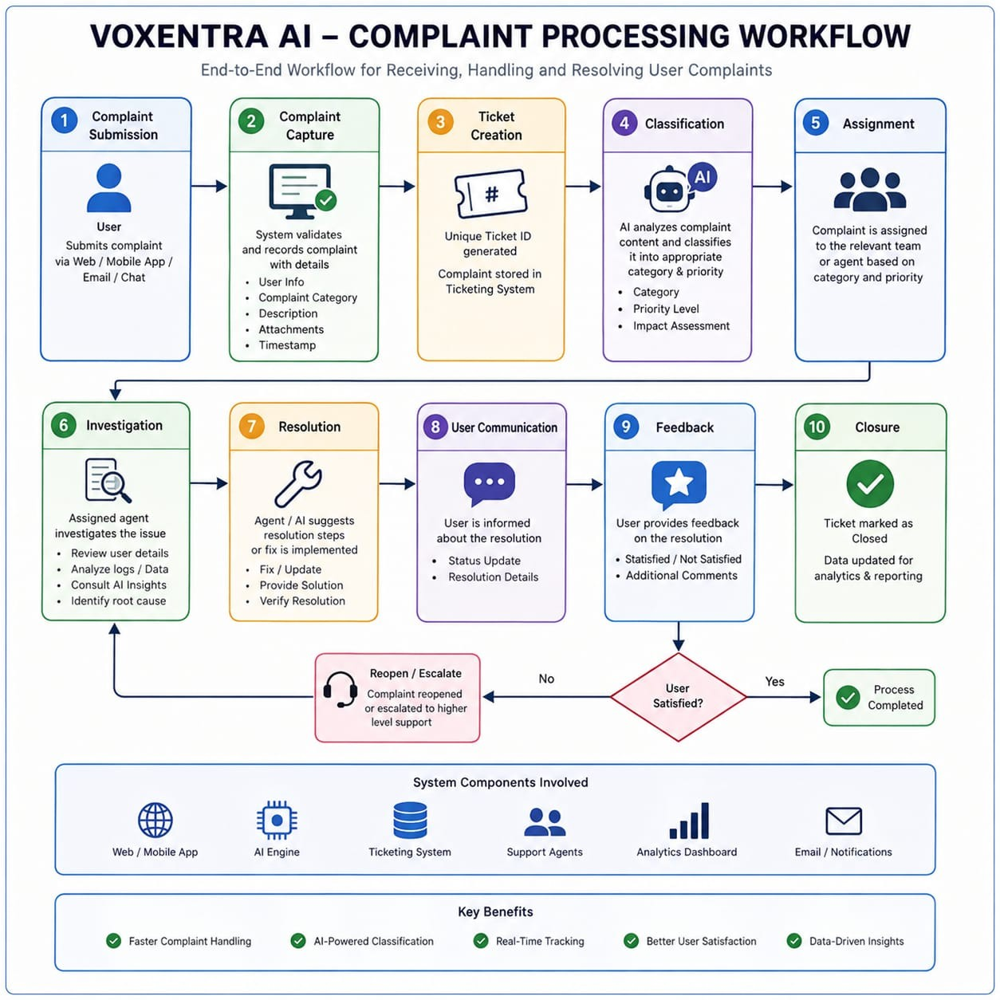 VOXENTRA AI – COMPLAINT PROCESSING WORKFLOW
End-to-End Workflow for Receiving, Handling and Resolving User Complaints
1
Complaint
Submission
User
Submits complaint
via Web / Mobile App /
Email / Chat
2
Complaint
Capture
System validates
and records complaint
with details
• User Info
• Complaint Category
• Description
• Attachments
• Timestamp
3
Ticket
Creation
#
Unique Ticket ID
generated
Complaint stored in
Ticketing System
4
Classification
AI
AI analyzes complaint
content and classifies
it into appropriate
category & priority
• Category
• Priority Level
• Impact Assessment
5
Assignment
Complaint is assigned
to the relevant team
or agent based on
category and priority
6
Investigation
Assigned agent
investigates the issue
• Review user details
• Analyze logs / Data
• Consult AI Insights
• Identify root cause
7
Resolution
Agent / AI suggests
resolution steps
or fix is implemented
• Fix / Update
• Provide Solution
• Verify Resolution
8
User Communication
User is informed
about the resolution
• Status Update
• Resolution Details
9
Feedback
User provides feedback
on the resolution
• Statisfied / Not Satisfied
• Additional Comments
10
Closure
Ticket marked as
Closed
Data updated for
analytics & reporting
Reopen / Escalate
Complaint reopened
or escalated to higher
level support
No
User
Satisfied?
Yes
Process
Completed
System Components Involved
Web / Mobile App
AI Engine
Ticketing System
Support Agents
Analytics Dashboard
Email / Notifications
Key Benefits
Faster Complaint Handling
AI-Powered Classification
Real-Time Tracking
Better User Satisfaction
Data-Driven Insights